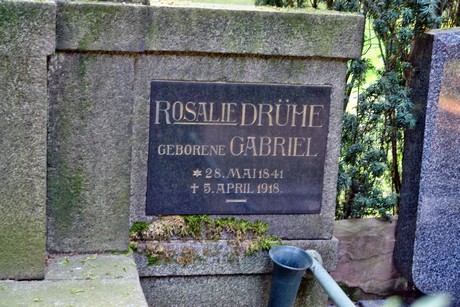 ROSALIE DRÜHE
GEBORENE GABRIEL
* 28. MAI 1841
✝ 5. APRIL 1918.